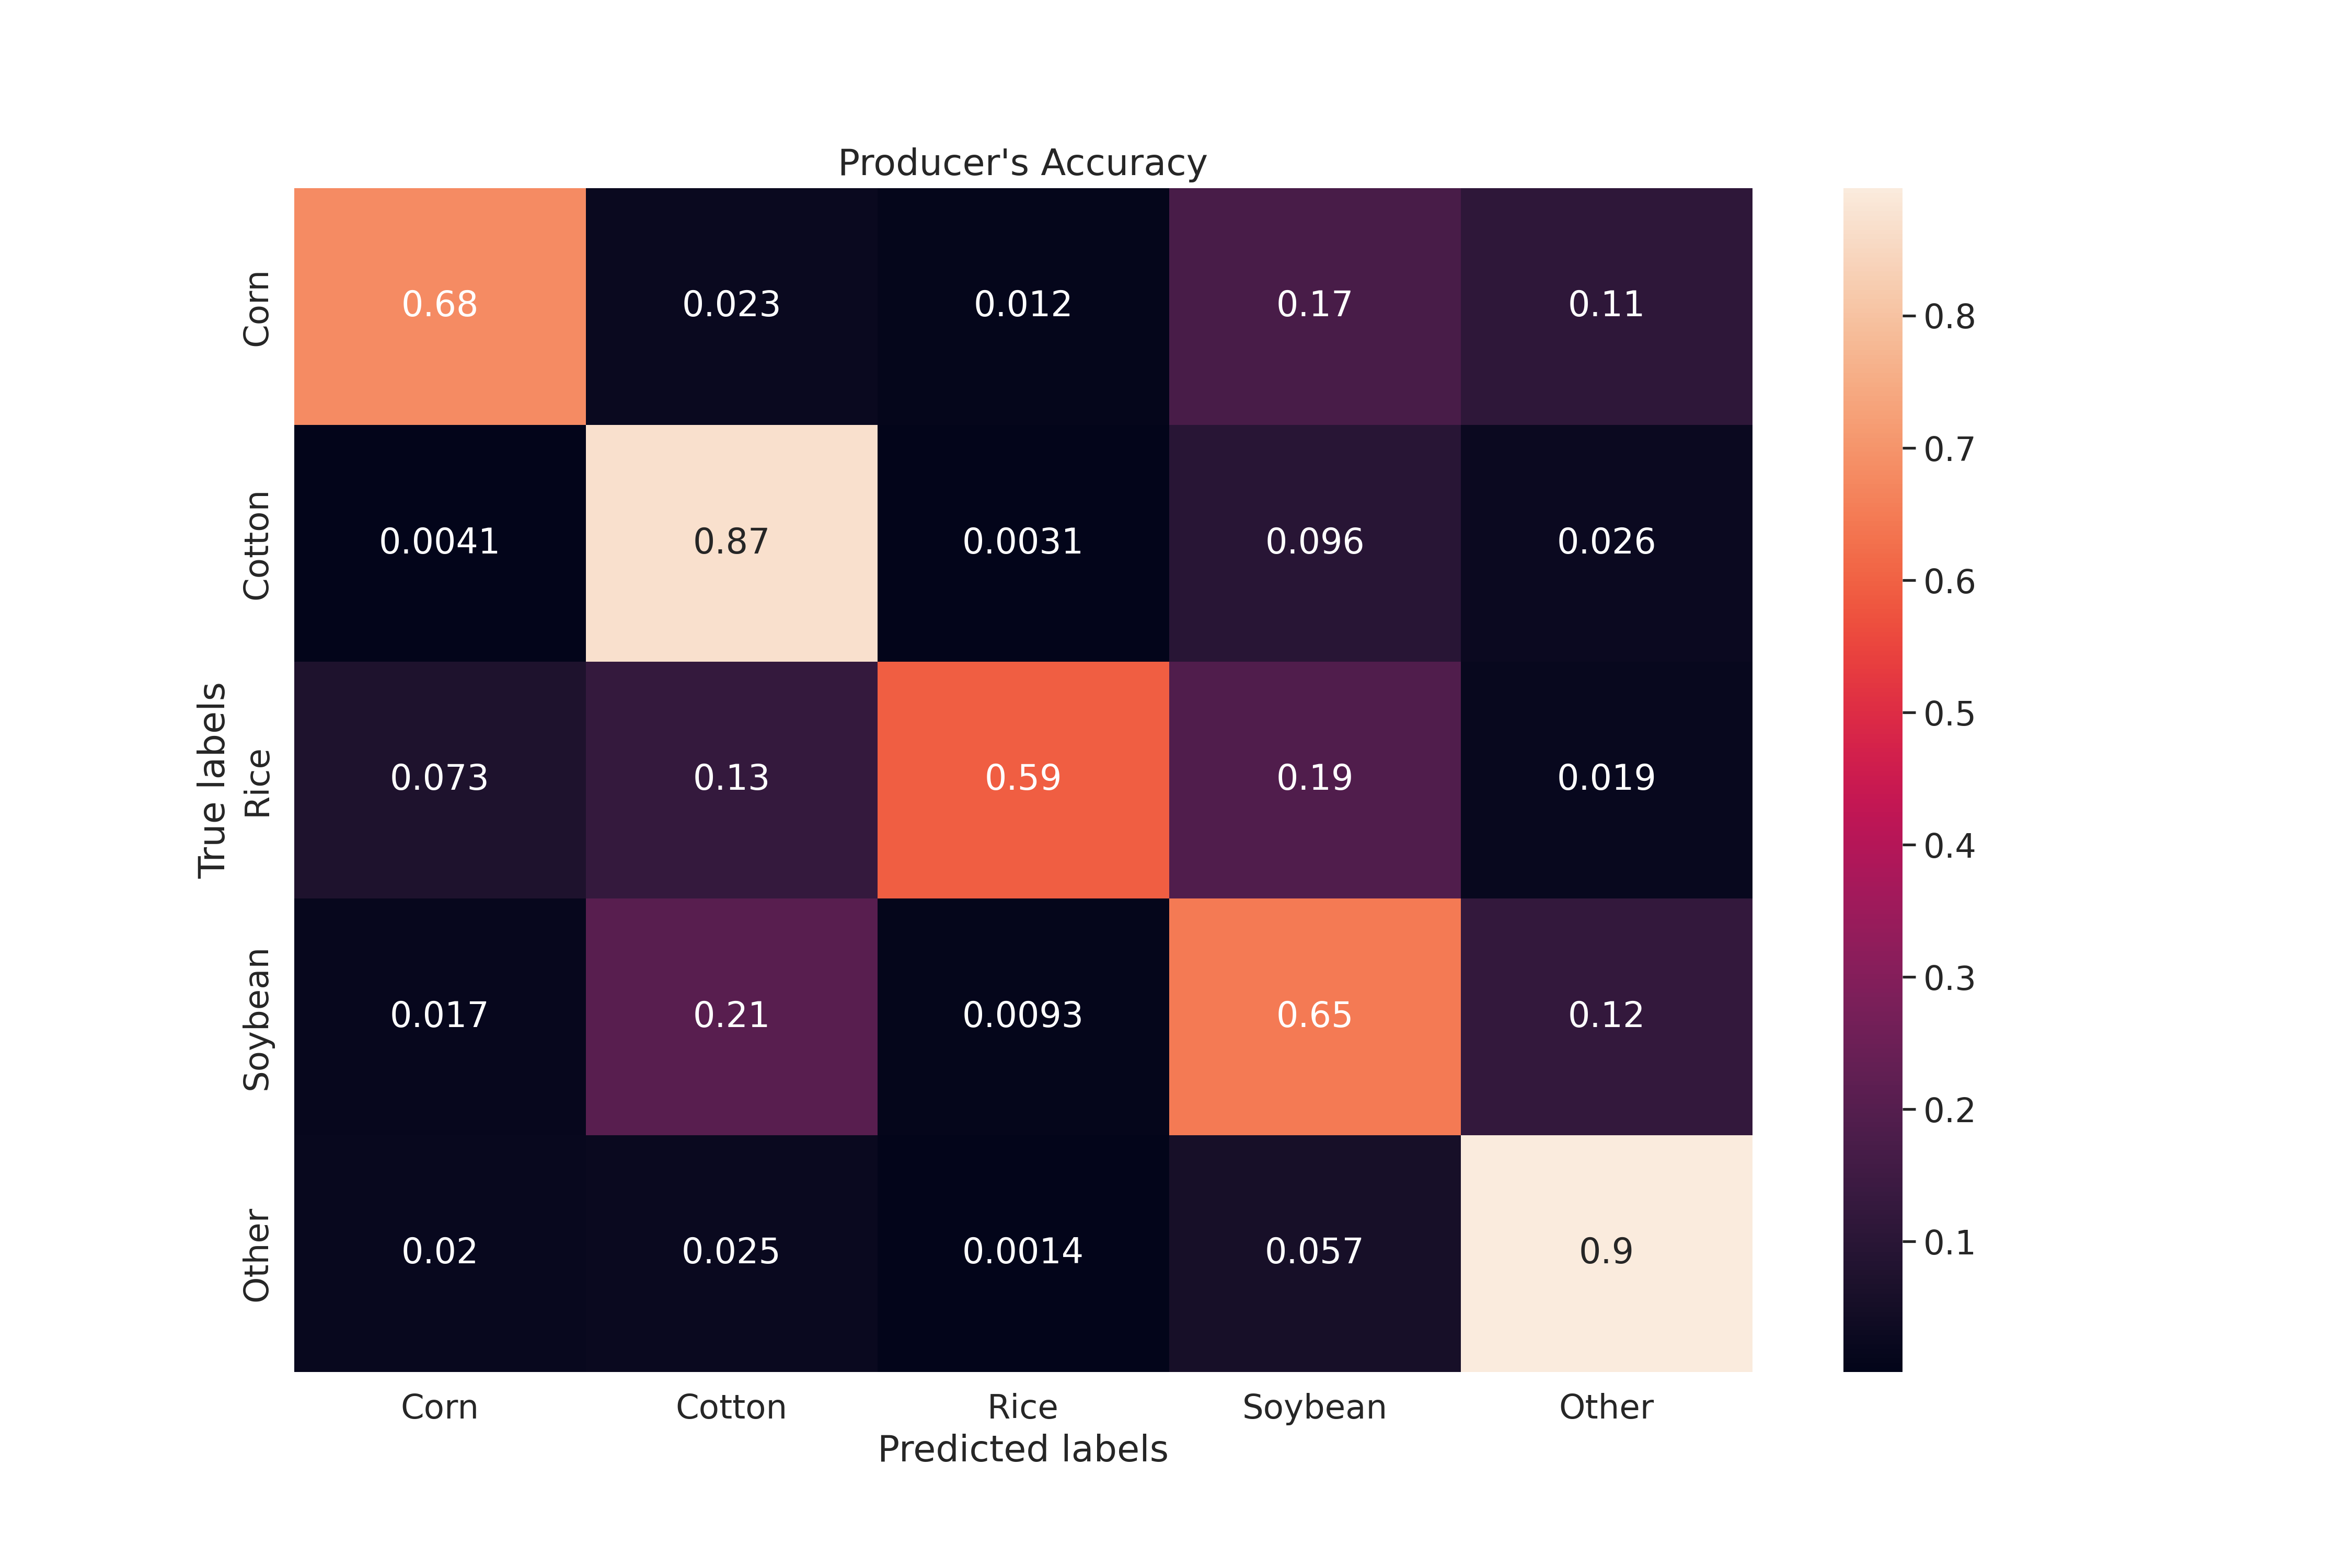 Producer's Accuracy
Corn 0.68 0.023 0.012 0.17 0.11
Cotton 0.0041 0.87 0.0031 0.096 0.026
Rice 0.073 0.13 0.59 0.19 0.019
Soybean 0.017 0.21 0.0093 0.65 0.12
Other 0.02 0.025 0.0014 0.057 0.9
True labels
Corn Cotton Rice Soybean Other
Predicted labels
0.8
0.7
0.6
0.5
0.4
0.3
0.2
0.1